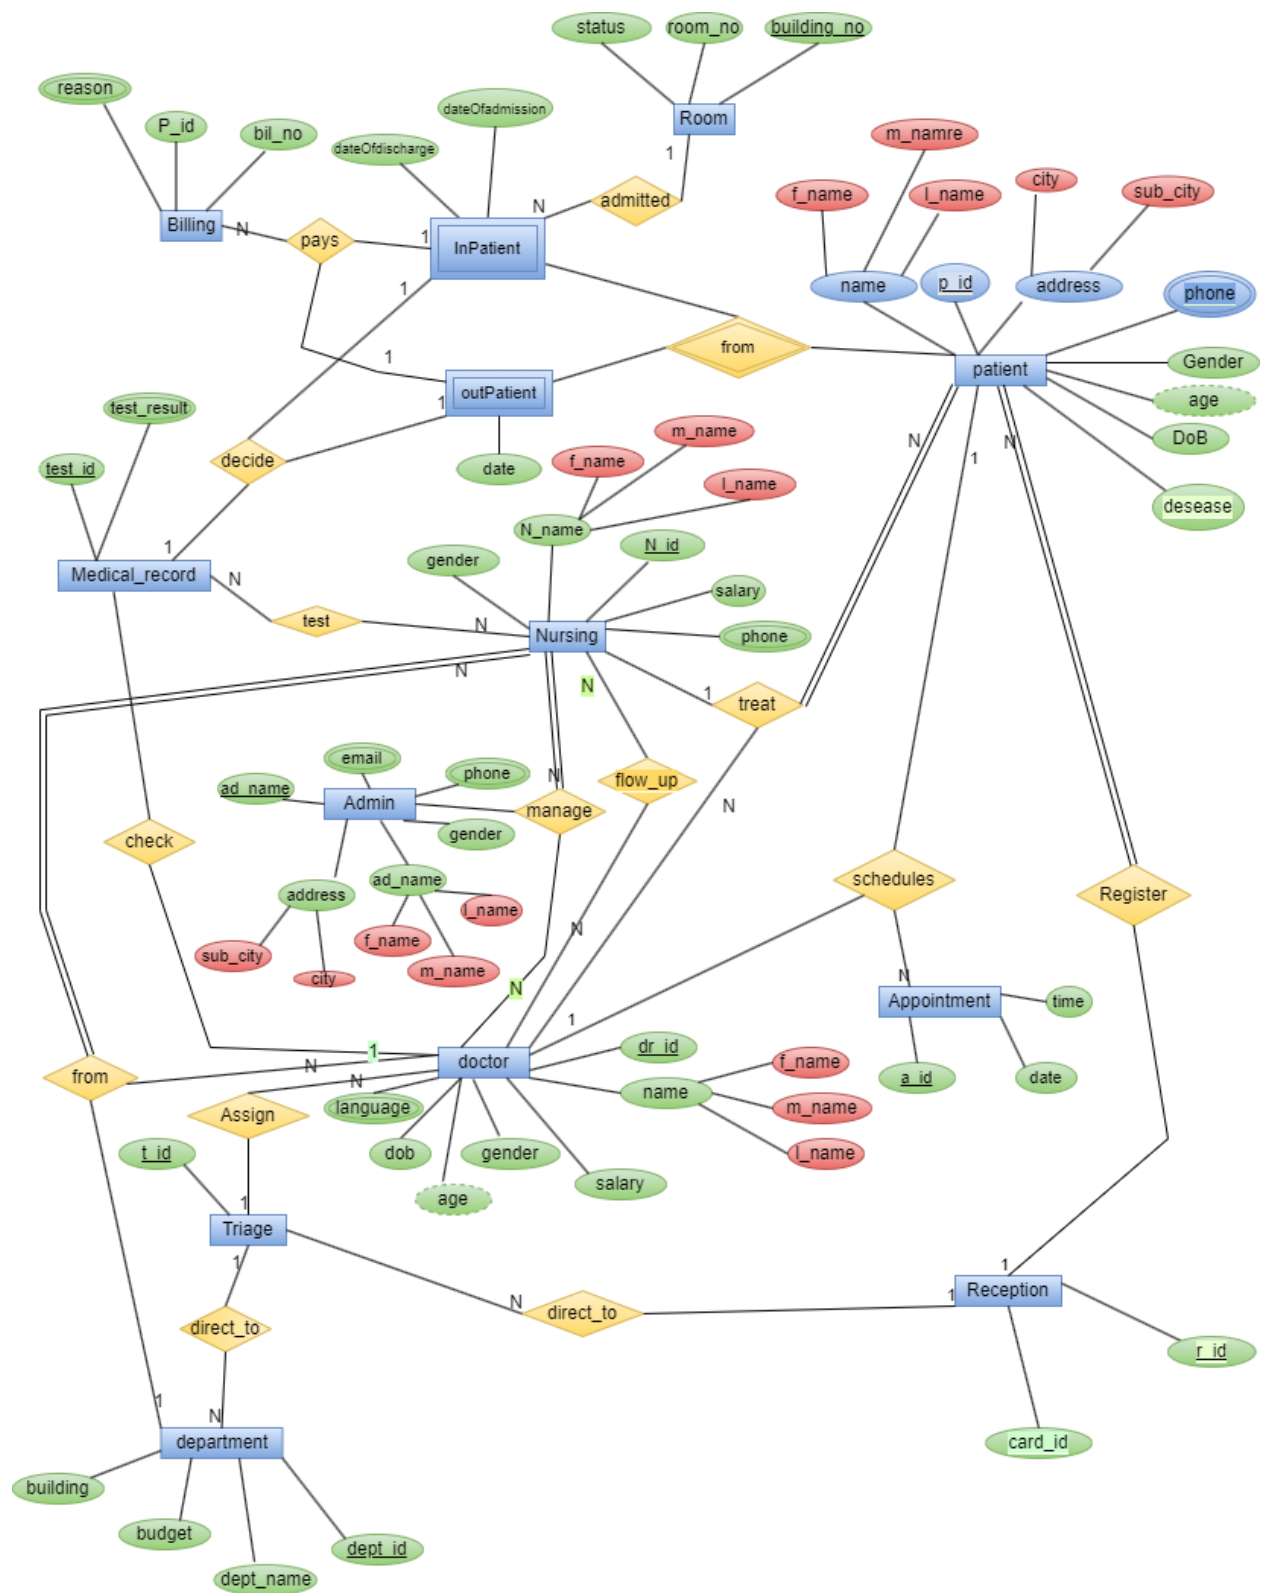 status
room_no
building_no
reason
P_id
bil_no
dateOfadmission
dateOfdischarge
Room
1
m_namre
f_name
l_name
city
sub_city
admitted
N
Billing
N
pays
1
InPatient
1
name
p_id
address
phone
from
patient
Gender
age
DoB
desease
1
outPatient
1
date
test_result
test_id
decide
1
Medical_record
N
test
N
m_name
f_name
l_name
N_name
N_id
gender
salary
phone
Nursing
N
N
N
1
treat
N
1
N
email
phone
ad_name
Admin
gender
N
manage
flow_up
N
check
address
ad_name
l_name
f_name
sub_city
city
m_name
N
N
schedules
Register
N
Appointment
time
a_id
date
1
1
doctor
dr_id
name
f_name
m_name
l_name
from
N
N
language
Assign
dob
gender
age
salary
t_id
1
Triage
1
direct_to
N
direct_to
1
1
Reception
r_id
card_id
1
N
department
building
budget
dept_name
dept_id